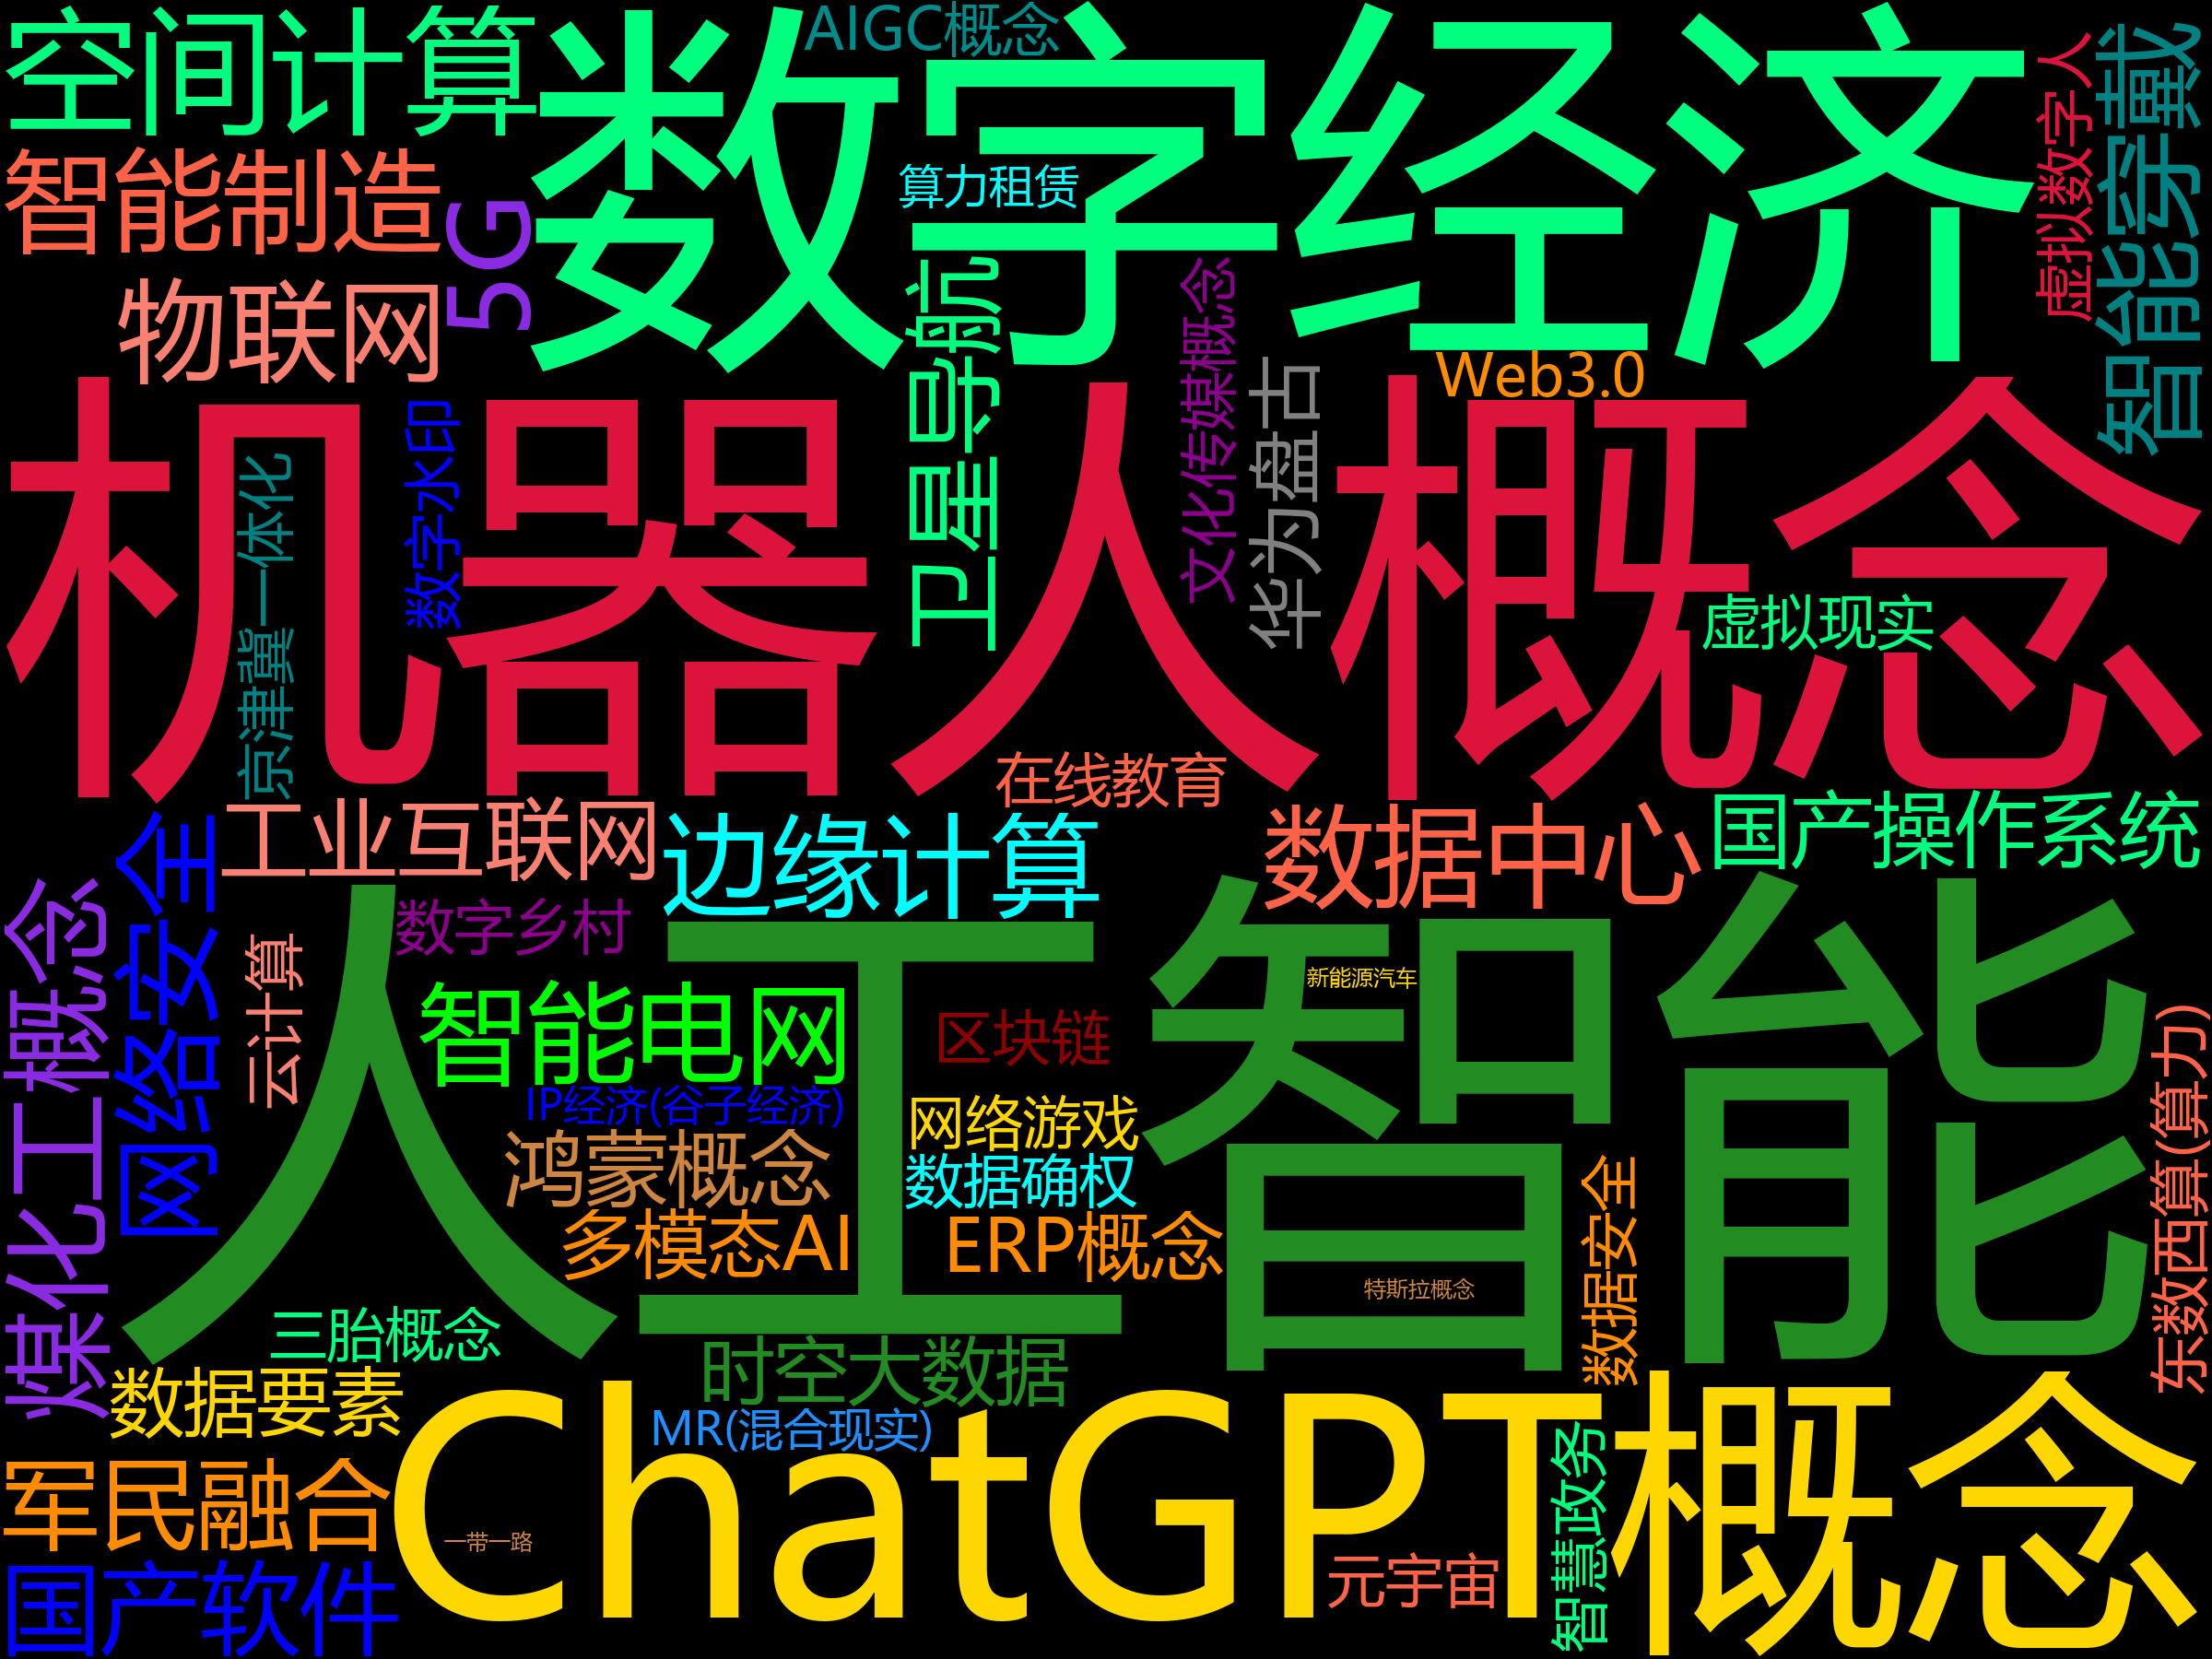 空间计算
数字经济
AIGC概念
虚拟数字人
智能穿戴
智能制造
5G
算力租赁
物联网
卫星导航
文化传媒概念
华为盘古
Web3.0
机器人概念
京津冀一体化
数字水印
虚拟现实
在线教育
工业互联网
边缘计算
数据中心
国产操作系统
煤化工概念
网络安全
云计算
数字乡村
人工智能
智能电网
区块链
新能源汽车
IP经济(谷子经济)
网络游戏
鸿蒙概念
数据确权
多模态AI
ERP概念
数据安全
特斯拉概念
东数西算(算力)
三胎概念
时空大数据
数据要素
MR(混合现实)
ChatGPT概念
军民融合
一带一路
国产软件
元宇宙
智慧政务